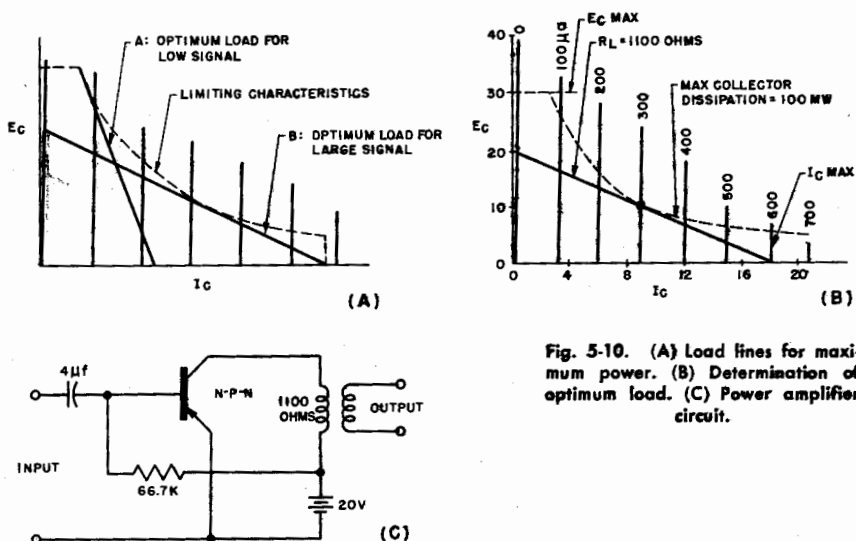 A: OPTIMUM LOAD FOR
LOW SIGNAL
LIMITING CHARACTERISTICS
EC
B: OPTIMUM LOAD FOR
LARGE SIGNAL
IC
(A)
40
30
20
10
0
EC
0
100µa
200
300
400
500
600
700
EC MAX
RL = 1100 OHMS
MAX COLLECTOR
DISSIPATION = 100 MW
IC MAX
0
4
8
12
16
20
IC
(B)
4µf
N-P-N
1100
OHMS
OUTPUT
INPUT
66.7K
20V
(C)
Fig. 5-10. (A) Load lines for maxi-
mum power. (B) Determination of
optimum load. (C) Power amplifier
circuit.